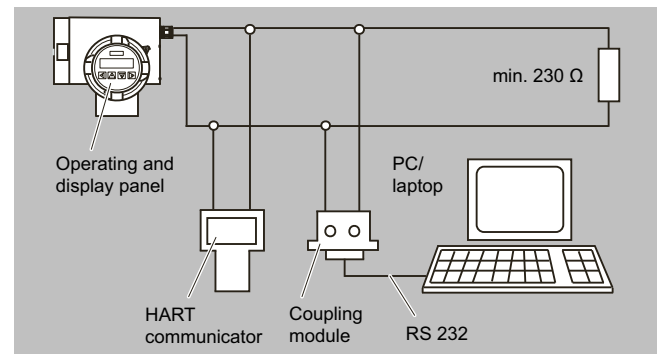 min. 230 Ω
Operating and
display panel
PC/
laptop
HART
communicator
Coupling
module
RS 232